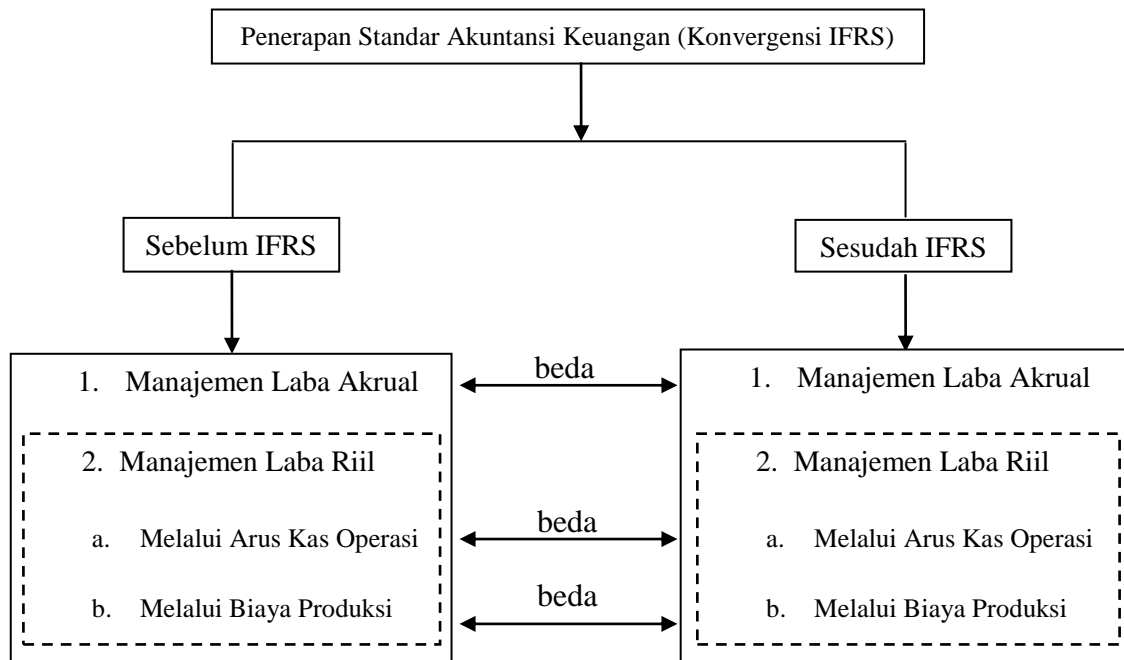 Penerapan Standar Akuntansi Keuangan (Konvergensi IFRS)
Sebelum IFRS
Sesudah IFRS
1. Manajemen Laba Akrual
2. Manajemen Laba Riil
a. Melalui Arus Kas Operasi
b. Melalui Biaya Produksi
beda
beda
beda
1. Manajemen Laba Akrual
2. Manajemen Laba Riil
a. Melalui Arus Kas Operasi
b. Melalui Biaya Produksi